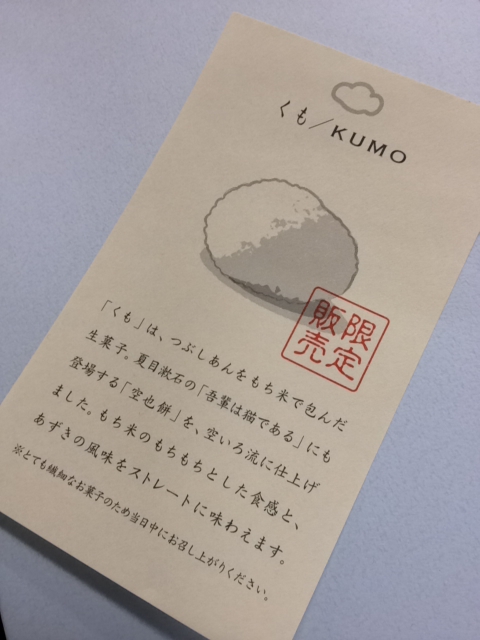 くも／KUMO
限定
販売
「くも」は、つぶしあんをもち米で包んだ
生菓子。夏目漱石の「吾輩は猫である」にも
登場する「空也餅」を、空いろ流に仕上げ
ました。もち米のもちもちとした食感と、
あずきの風味をストレートに味わえます。
※とても繊細なお菓子のため当日中にお召し上がりください。